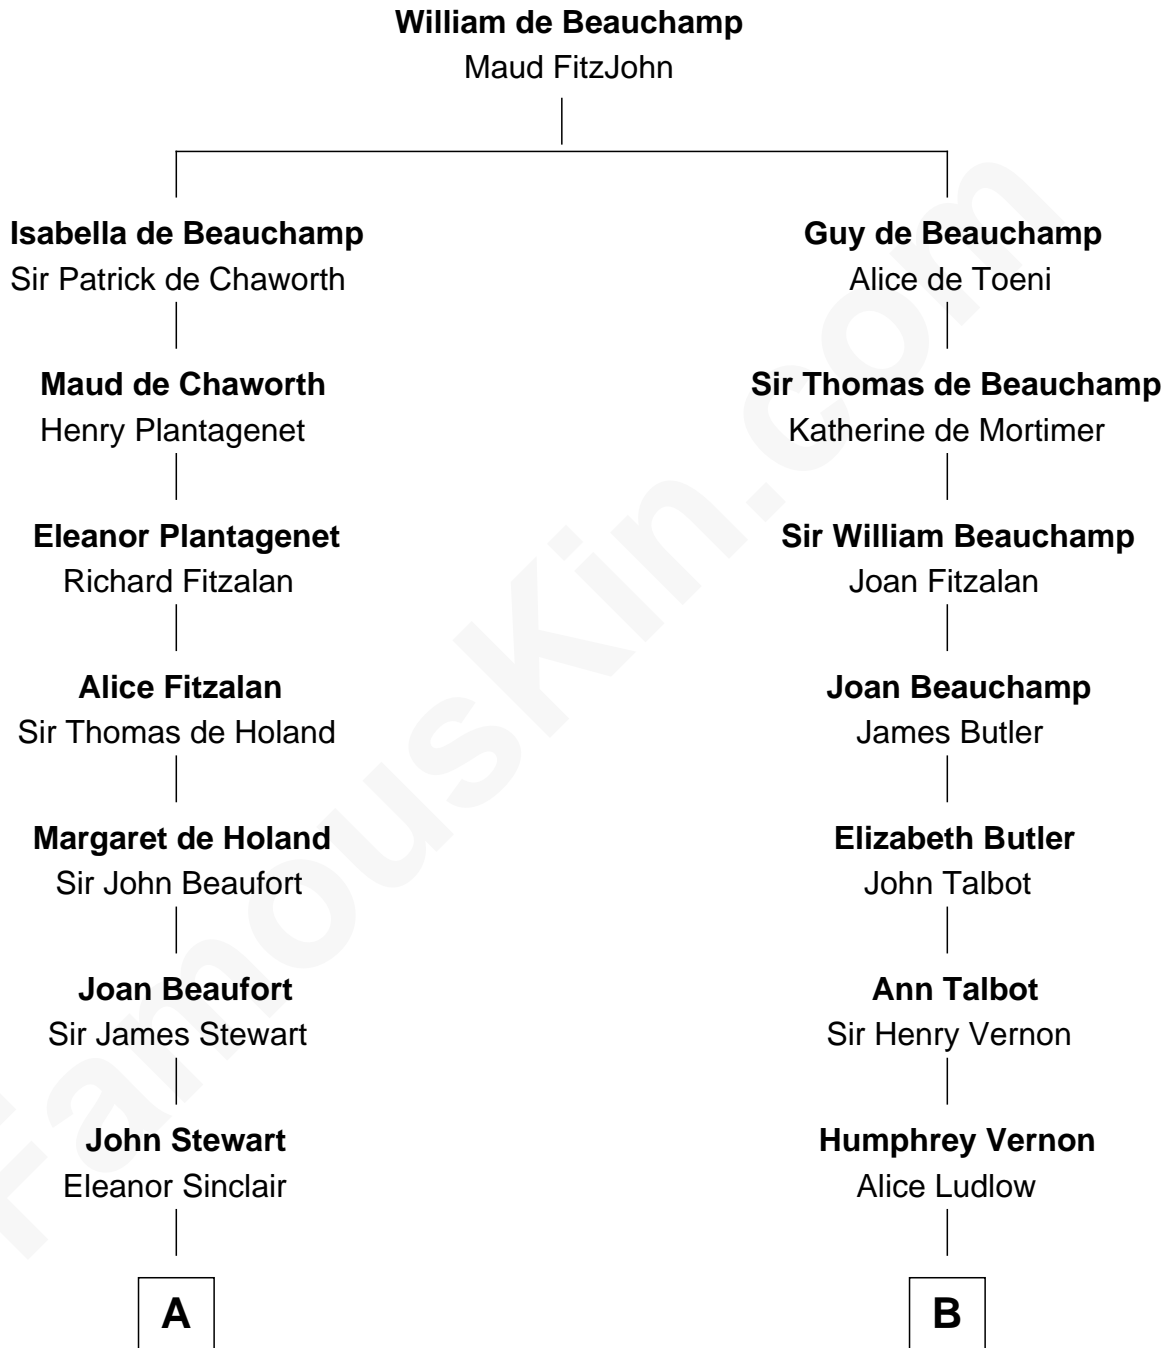 William de Beauchamp
Maud FitzJohn
Isabella de Beauchamp
Sir Patrick de Chaworth
Guy de Beauchamp
Alice de Toeni
Maud de Chaworth
Henry Plantagenet
Sir Thomas de Beauchamp
Katherine de Mortimer
Eleanor Plantagenet
Richard Fitzalan
Sir William Beauchamp
Joan Fitzalan
Alice Fitzalan
Sir Thomas de Holand
Joan Beauchamp
James Butler
Margaret de Holand
Sir John Beaufort
Elizabeth Butler
John Talbot
Joan Beaufort
Sir James Stewart
Ann Talbot
Sir Henry Vernon
John Stewart
Eleanor Sinclair
Humphrey Vernon
Alice Ludlow
A
B
FamousKin.com